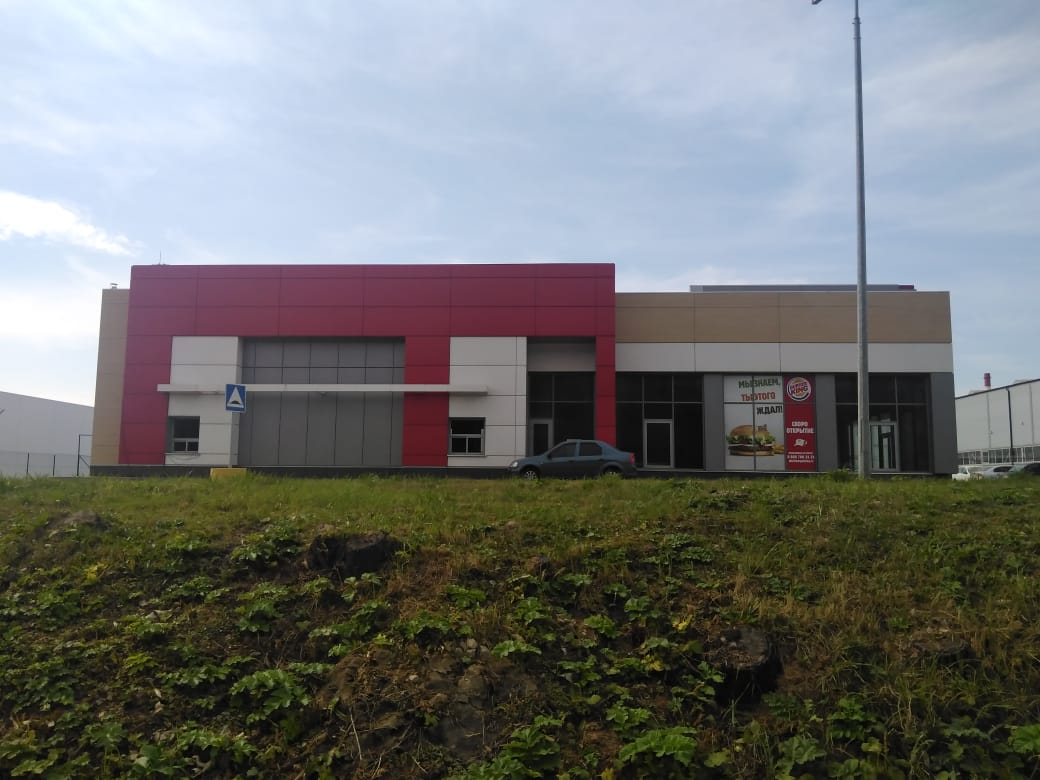 МЫ ЗНАЕМ,
ТЫ ЭТОГО
ЖДАЛ!
BURGER
KING
СКОРО
ОТКРЫТИЕ